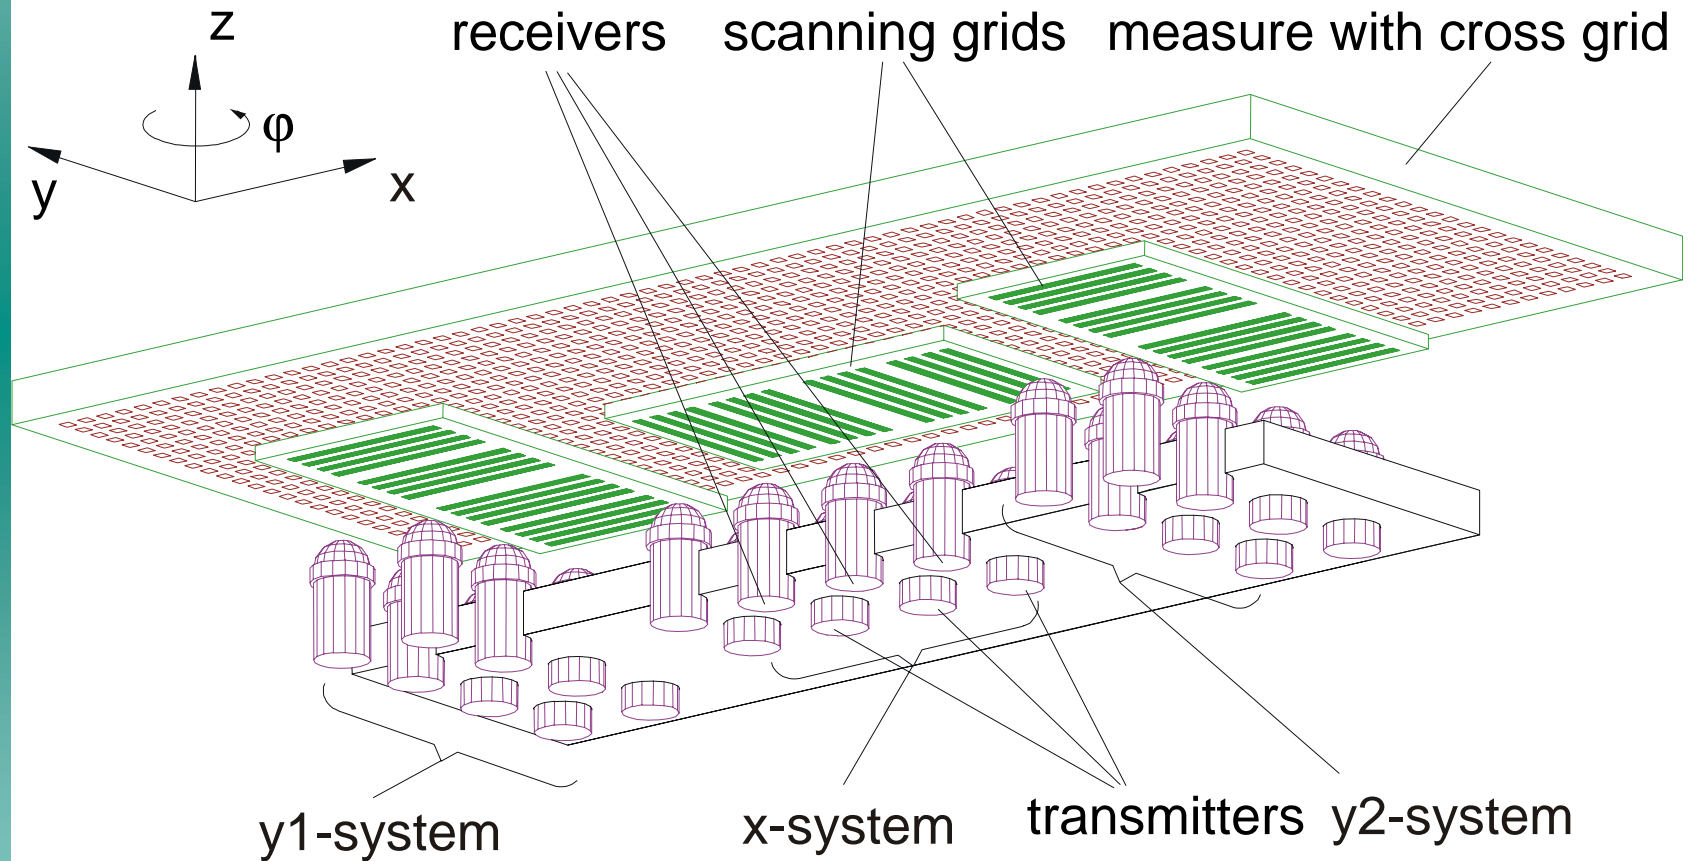 z
receivers
scanning grids
measure with cross grid
φ
y
x
y1-system
x-system
transmitters
y2-system